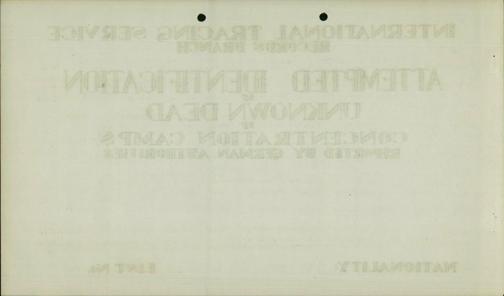 INTERNATIONAL TRACING SERVICE
RECORDS BRANCH
ATTEMPTED IDENTIFICATION
OF
UNKNOWN DEAD
OF
CONCENTRATION CAMPS
REPORTED BY GERMAN AUTHORITIES
NATIONALITY
LIST No.